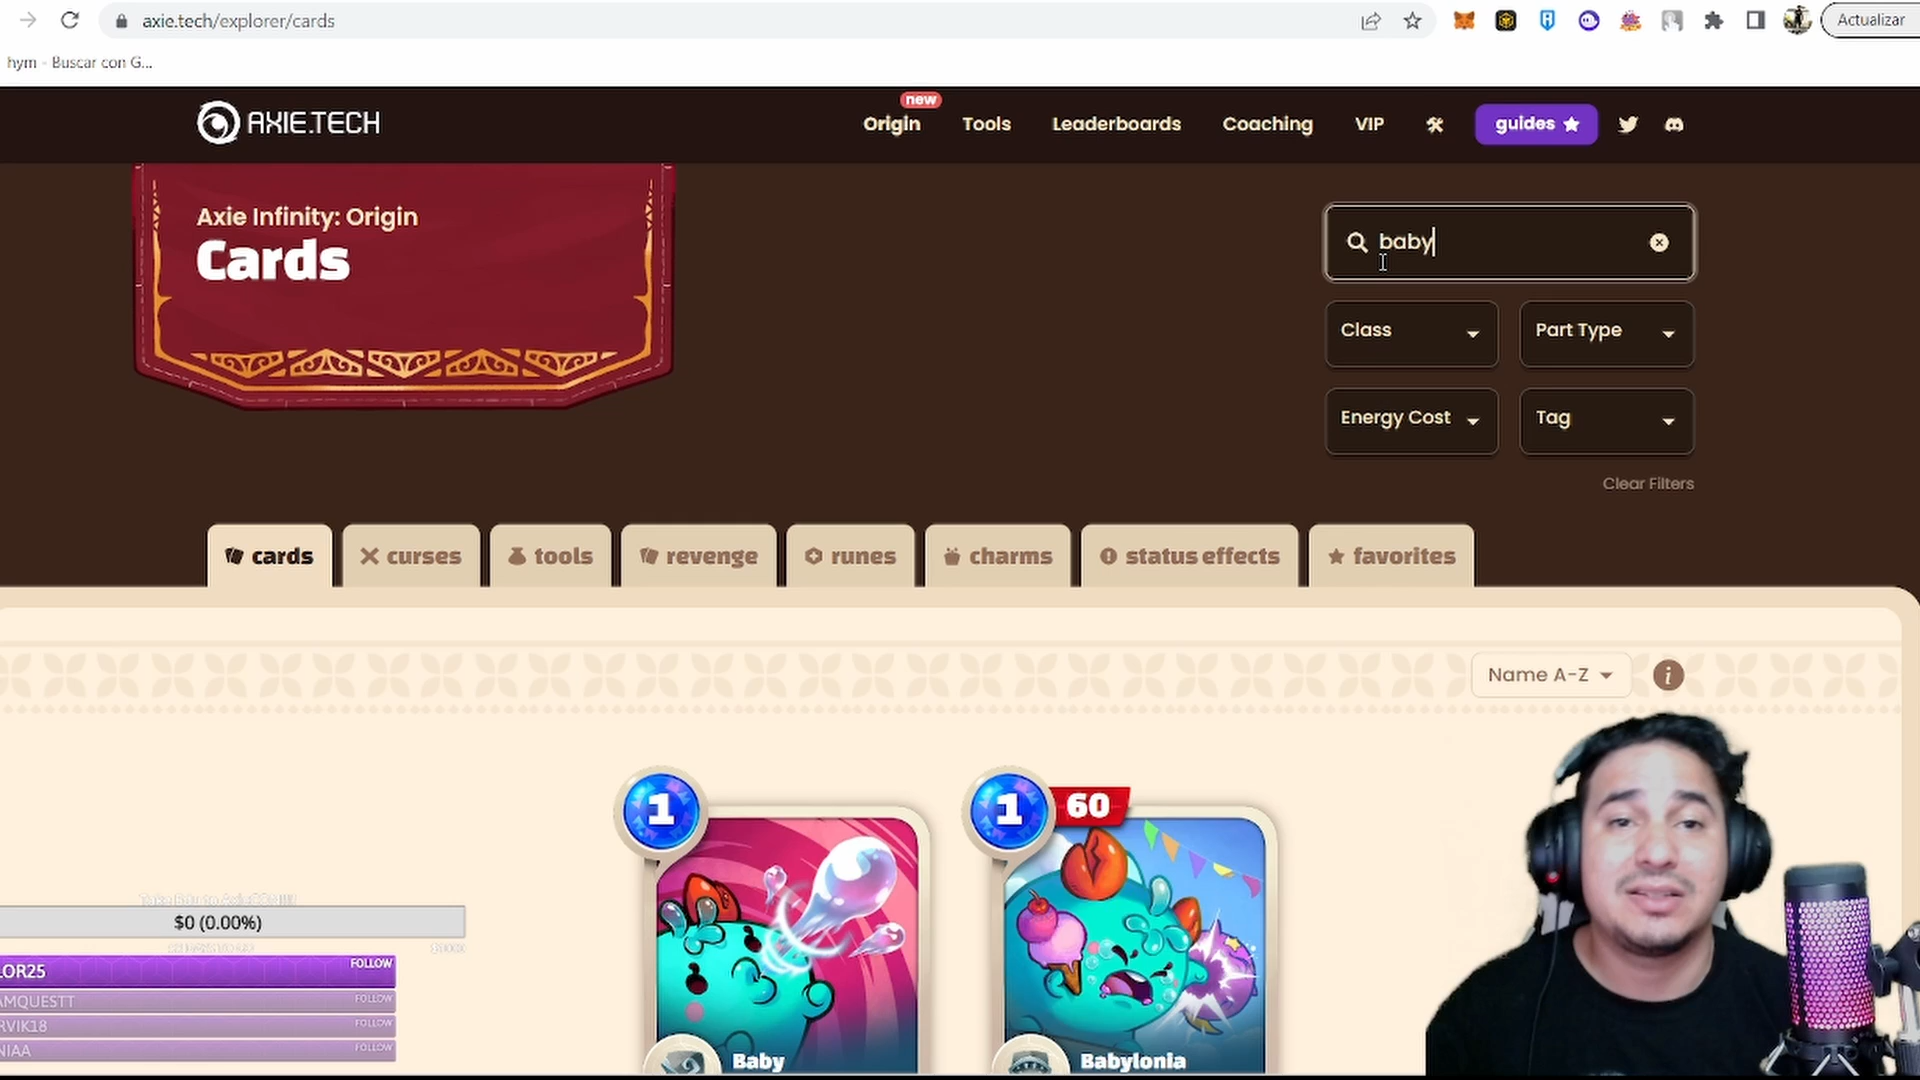 axie.tech/explorer/cards
Actualizar
hym - Buscar con G...
AXIE.TECH
new
Origin
Tools
Leaderboards
Coaching
VIP
guides
Axie Infinity: Origin
Cards
baby
Class
Part Type
Energy Cost
Tag
Clear Filters
cards
curses
tools
revenge
runes
charms
status effects
favorites
Name A-Z
i
1
1
60
$0 (0.00%)
LOR25
FOLLOW
AMQUESTT
FOLLOW
RVIK18
FOLLOW
NIAA
FOLLOW
Baby
Babylonia